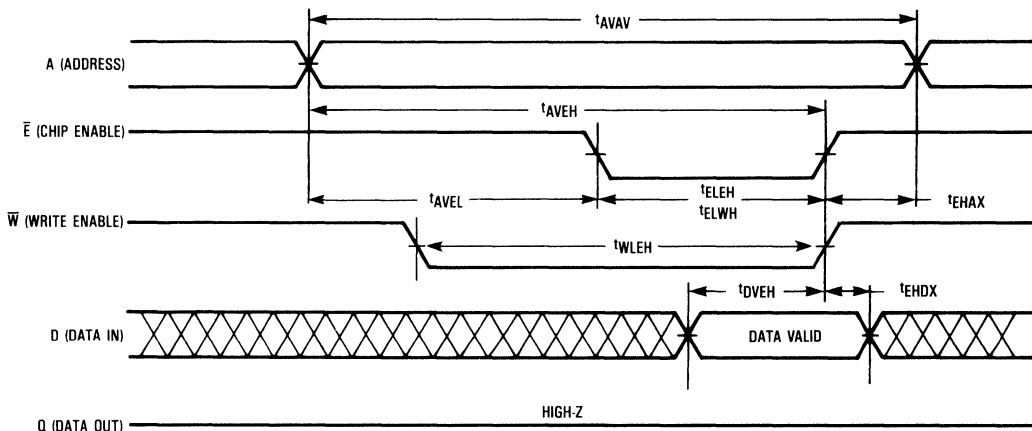 tAVAV
A (ADDRESS)
tAVEH
E̅ (CHIP ENABLE)
tAVEL
tELEH
tELWH
tEHAX
W̅ (WRITE ENABLE)
tWLEH
tDVEH
tEHDX
D (DATA IN)
DATA VALID
HIGH-Z
Q (DATA OUT)